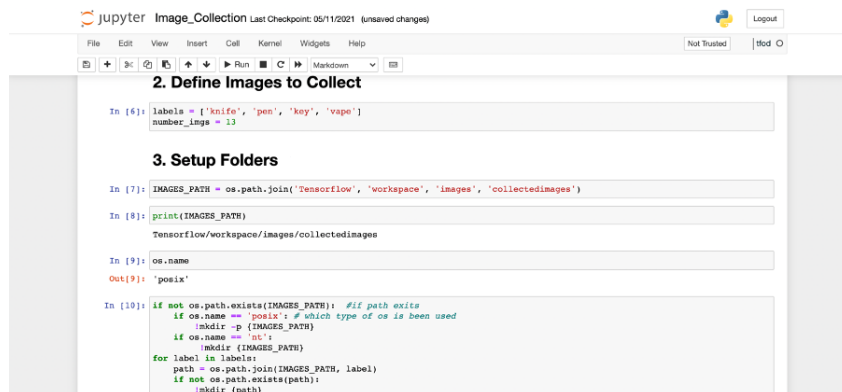 jupyter Image_Collection Last Checkpoint: 05/11/2021 (unsaved changes)
Logout
File Edit View Insert Cell Kernel Widgets Help
Not Trusted
tfod
Run
Markdown
2. Define Images to Collect
In [6]: labels = ['knife', 'pen', 'key', 'vape']
number_imgs = 13
3. Setup Folders
In [7]: IMAGES_PATH = os.path.join('Tensorflow', 'workspace', 'images', 'collectedimages')
In [8]: print(IMAGES_PATH)
Tensorflow/workspace/images/collectedimages
In [9]: os.name
Out[9]: 'posix'
In [10]: if not os.path.exists(IMAGES_PATH): #if path exits
if os.name == 'posix': # which type of os is been used
!mkdir -p {IMAGES_PATH}
if os.name == 'nt':
!mkdir {IMAGES_PATH}
for label in labels:
path = os.path.join(IMAGES_PATH, label)
if not os.path.exists(path):
!mkdir {path}